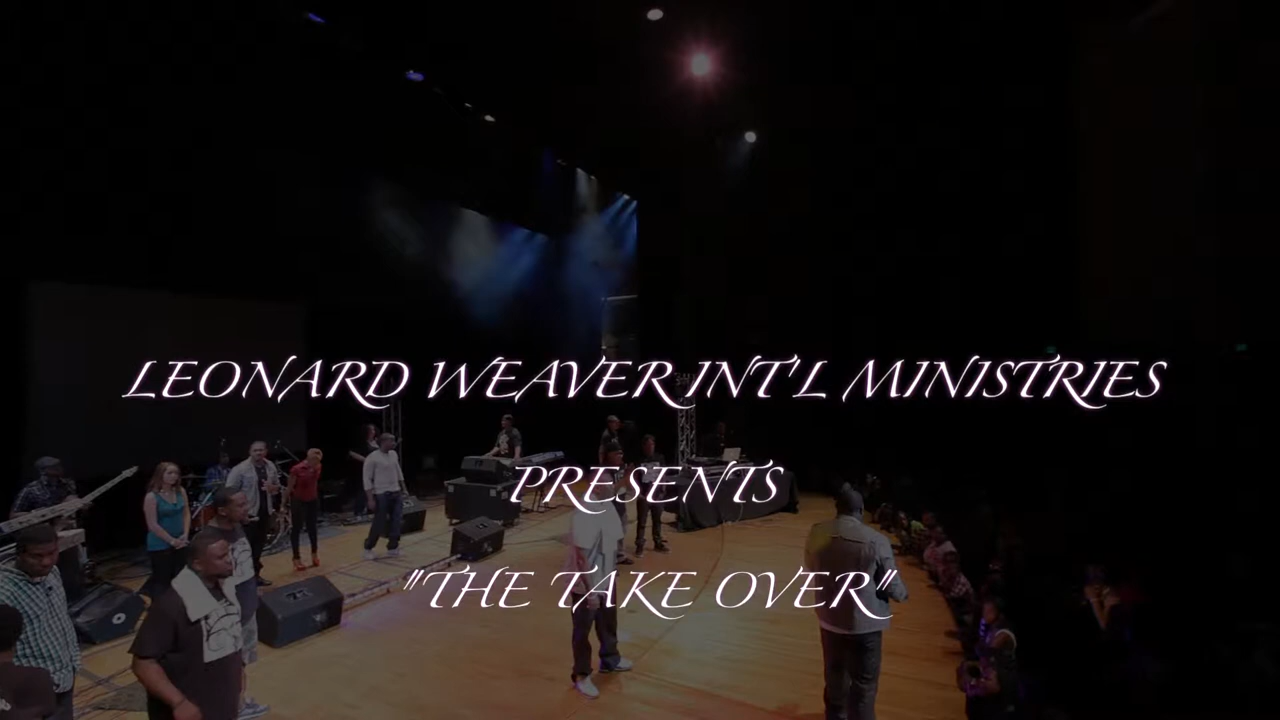 LEONARD WEAVER INT'L MINISTRIES
PRESENTS
"THE TAKE OVER"